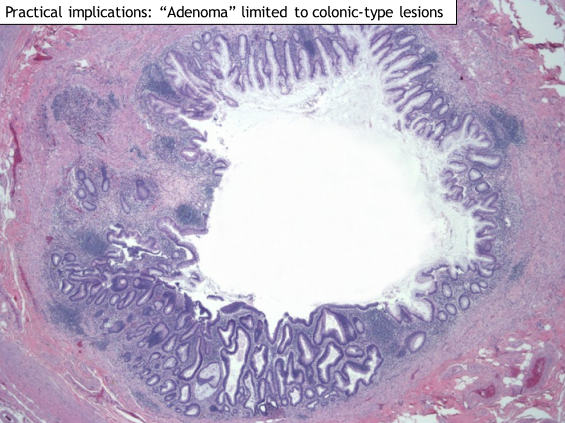 Practical implications: “Adenoma” limited to colonic-type lesions